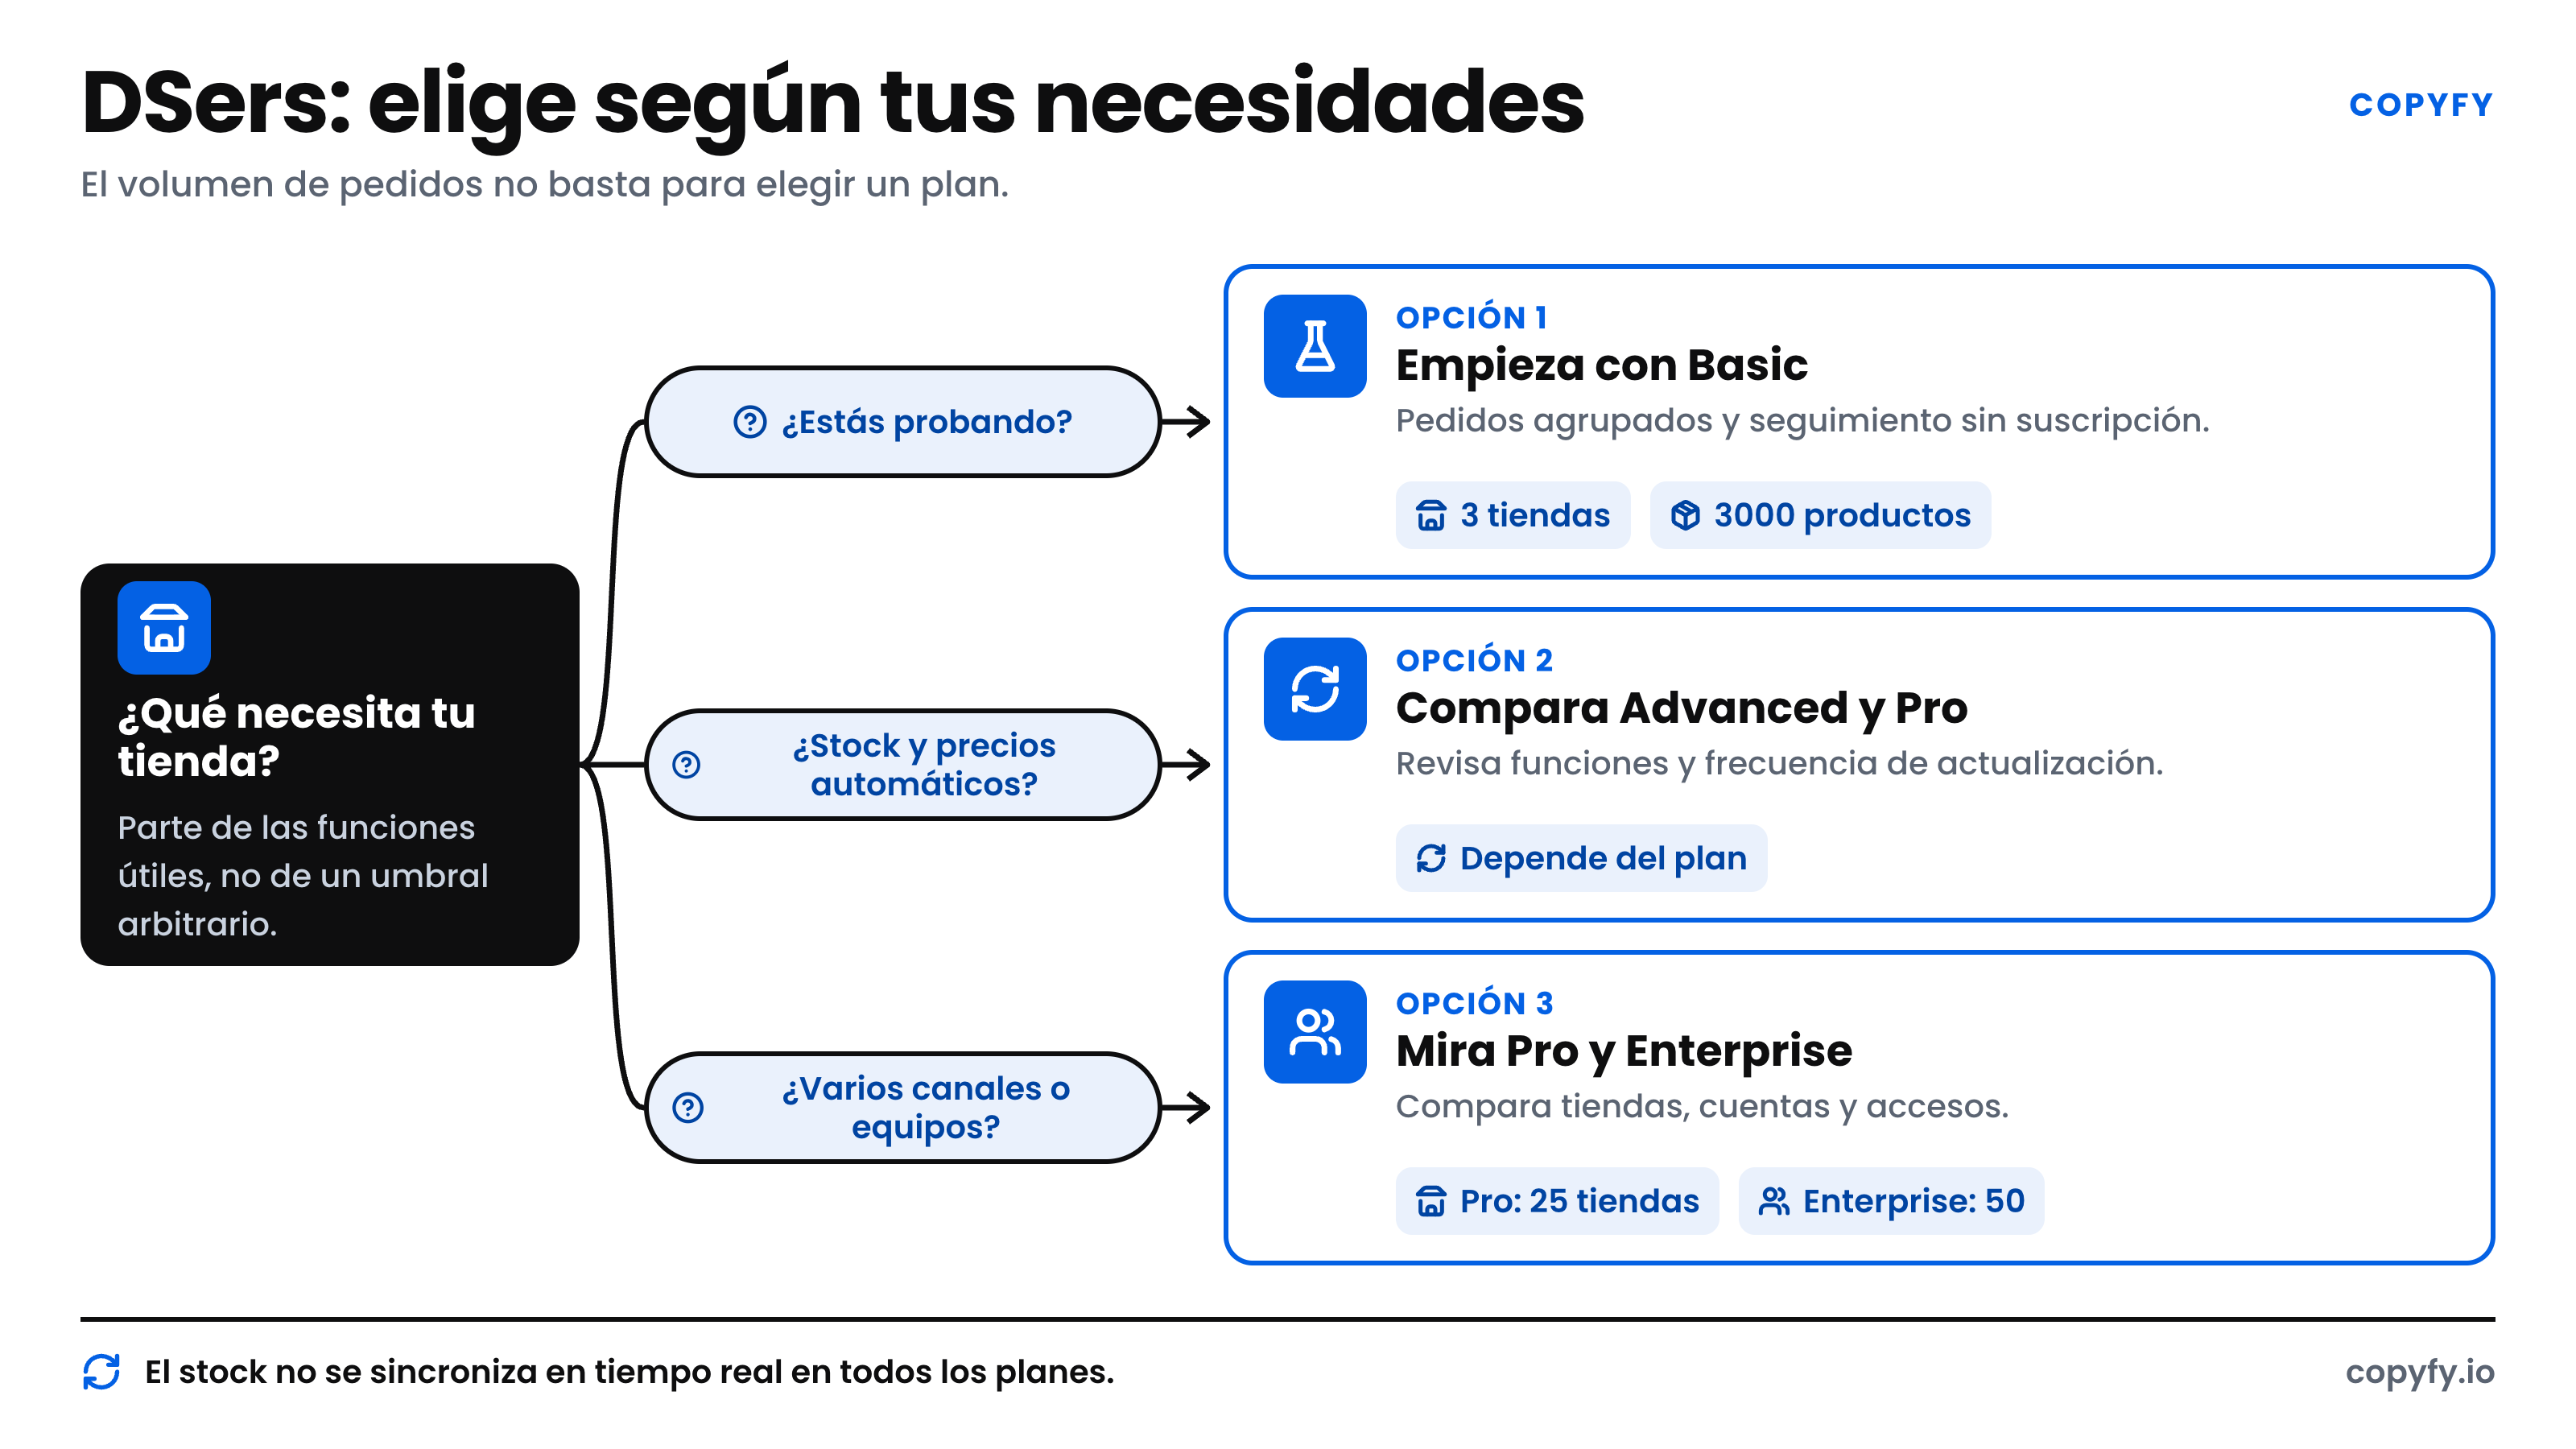 DSers: elige según tus necesidades
COPYFY
El volumen de pedidos no basta para elegir un plan.
¿Qué necesita tu
tienda?
Parte de las funciones
útiles, no de un umbral
arbitrario.
¿Estás probando?
OPCIÓN 1
Empieza con Basic
Pedidos agrupados y seguimiento sin suscripción.
3 tiendas
3000 productos
¿Stock y precios
automáticos?
OPCIÓN 2
Compara Advanced y Pro
Revisa funciones y frecuencia de actualización.
Depende del plan
¿Varios canales o
equipos?
OPCIÓN 3
Mira Pro y Enterprise
Compara tiendas, cuentas y accesos.
Pro: 25 tiendas
Enterprise: 50
El stock no se sincroniza en tiempo real en todos los planes.
copyfy.io